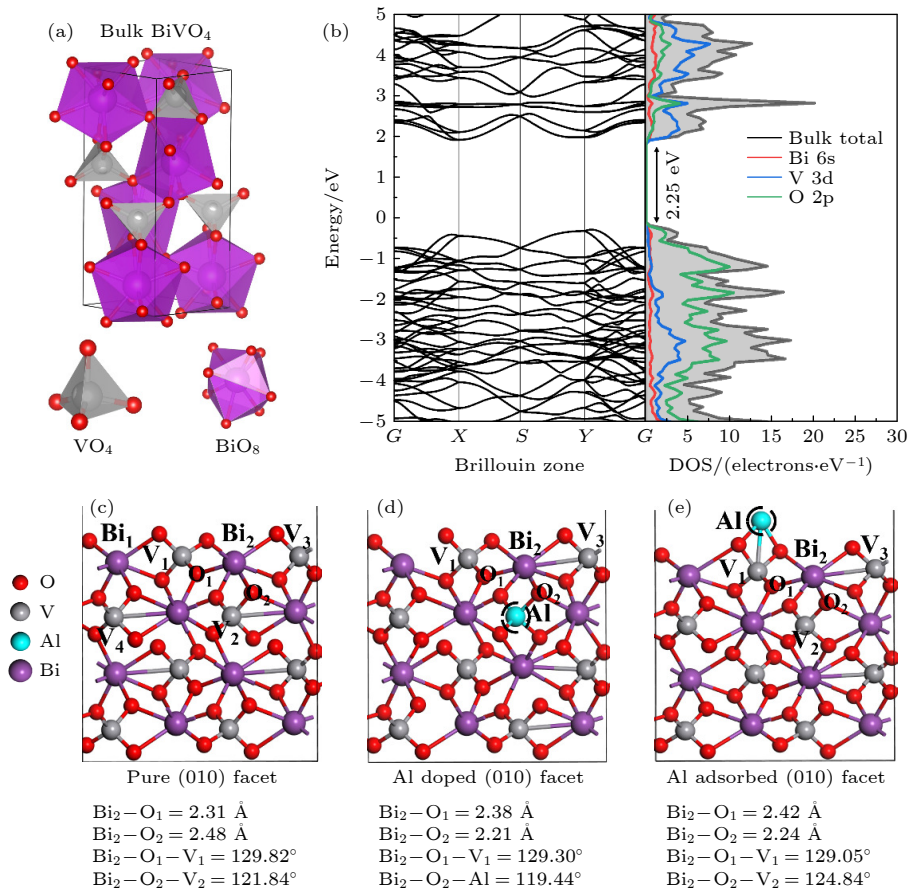 (a)
Bulk BiVO₄
VO₄
BiO₈
(b)
5
4
3
2
1
0
−1
−2
−3
−4
−5
Energy/eV
G
X
S
Y
G
Brillouin zone
Bulk total
Bi 6s
V 3d
O 2p
2.25 eV
5
10
15
20
25
30
DOS/(electrons·eV⁻¹)
O
V
Al
Bi
(c)
Bi₁
V₁
Bi₂
V₃
O₁
O₂
V₄
V₂
Pure (010) facet
Bi₂−O₁ = 2.31 Å
Bi₂−O₂ = 2.48 Å
Bi₂−O₁−V₁ = 129.82°
Bi₂−O₂−V₂ = 121.84°
(d)
V₁
Bi₂
O₁
O₂
Al
Al doped (010) facet
Bi₂−O₁ = 2.38 Å
Bi₂−O₂ = 2.21 Å
Bi₂−O₁−V₁ = 129.30°
Bi₂−O₂−Al = 119.44°
(e)
Al
V₁
Bi₂
V₃
O₁
O₂
V₂
Al adsorbed (010) facet
Bi₂−O₁ = 2.42 Å
Bi₂−O₂ = 2.24 Å
Bi₂−O₁−V₁ = 129.05°
Bi₂−O₂−V₂ = 124.84°